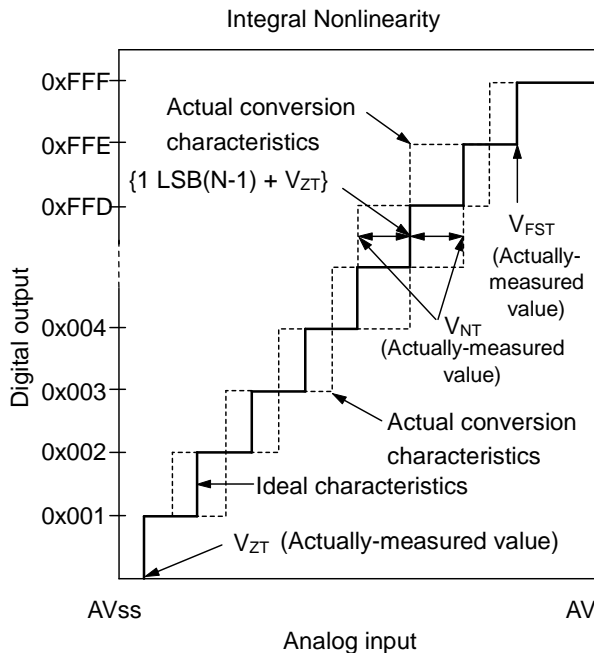 Integral Nonlinearity
0xFFF
Actual conversion
characteristics
0xFFE
{1 LSB(N-1) + VZT}
0xFFD
VFST
(Actually-
measured
value)
VNT
(Actually-measured
value)
Digital output
0x004
0x003
Actual conversion
characteristics
0x002
Ideal characteristics
0x001
VZT (Actually-measured value)
AVss
AV
Analog input